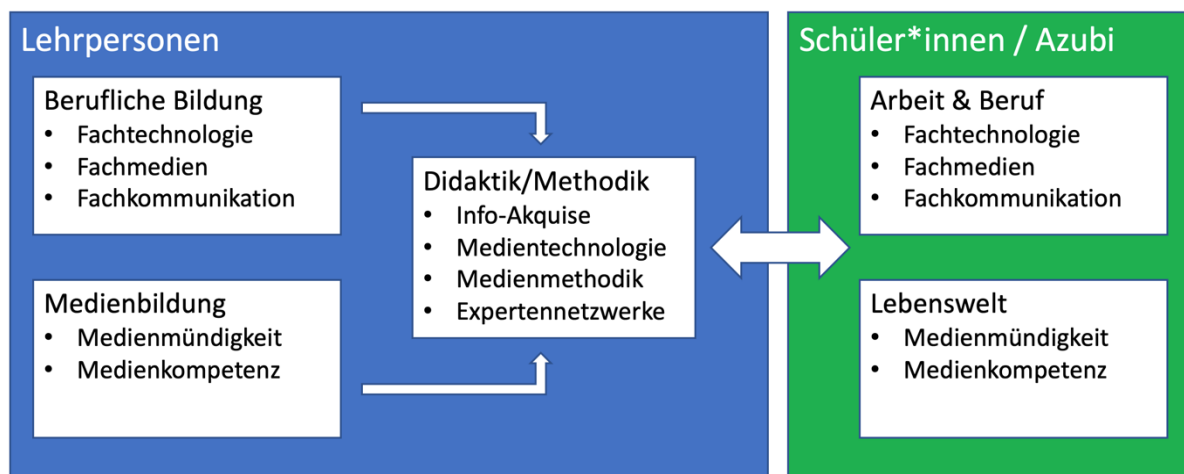 Lehrpersonen
Berufliche Bildung
• Fachtechnologie
• Fachmedien
• Fachkommunikation
Medienbildung
• Medienmündigkeit
• Medienkompetenz
Didaktik/Methodik
• Info-Akquise
• Medientechnologie
• Medienmethodik
• Expertennetzwerke
Schüler*innen / Azubi
Arbeit & Beruf
• Fachtechnologie
• Fachmedien
• Fachkommunikation
Lebenswelt
• Medienmündigkeit
• Medienkompetenz